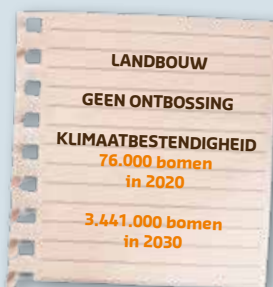 LANDBOUW
GEEN ONTBOSSING
KLIMAATBESTENDIGHEID
76.000 bomen
in 2020
3.441.000 bomen
in 2030